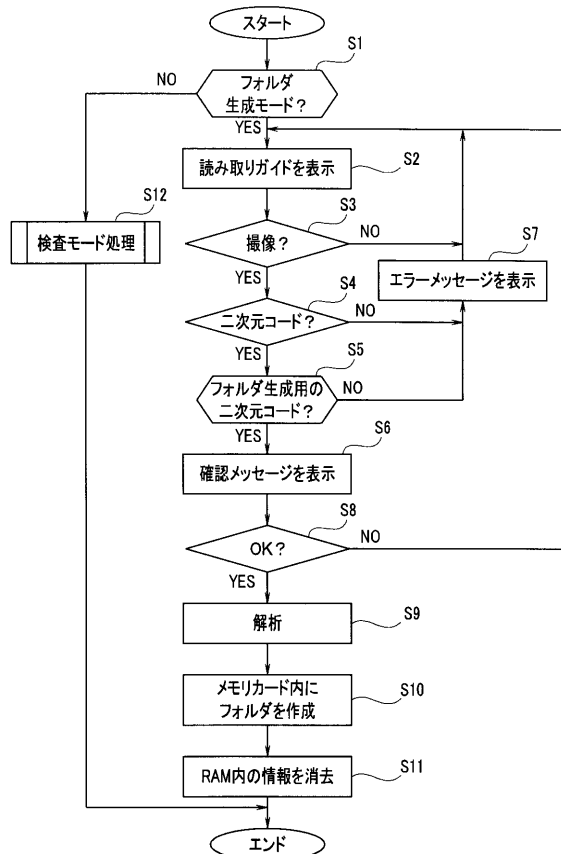 スタート
S1
フォルダ
生成モード？
NO
YES
読み取りガイドを表示
S2
S12
検査モード処理
撮像？
S3
NO
YES
S7
エラーメッセージを表示
二次元コード？
S4
NO
YES
フォルダ生成用の
二次元コード？
S5
NO
YES
確認メッセージを表示
S6
OK？
S8
NO
YES
解析
S9
メモリカード内に
フォルダを作成
S10
RAM内の情報を消去
S11
エンド